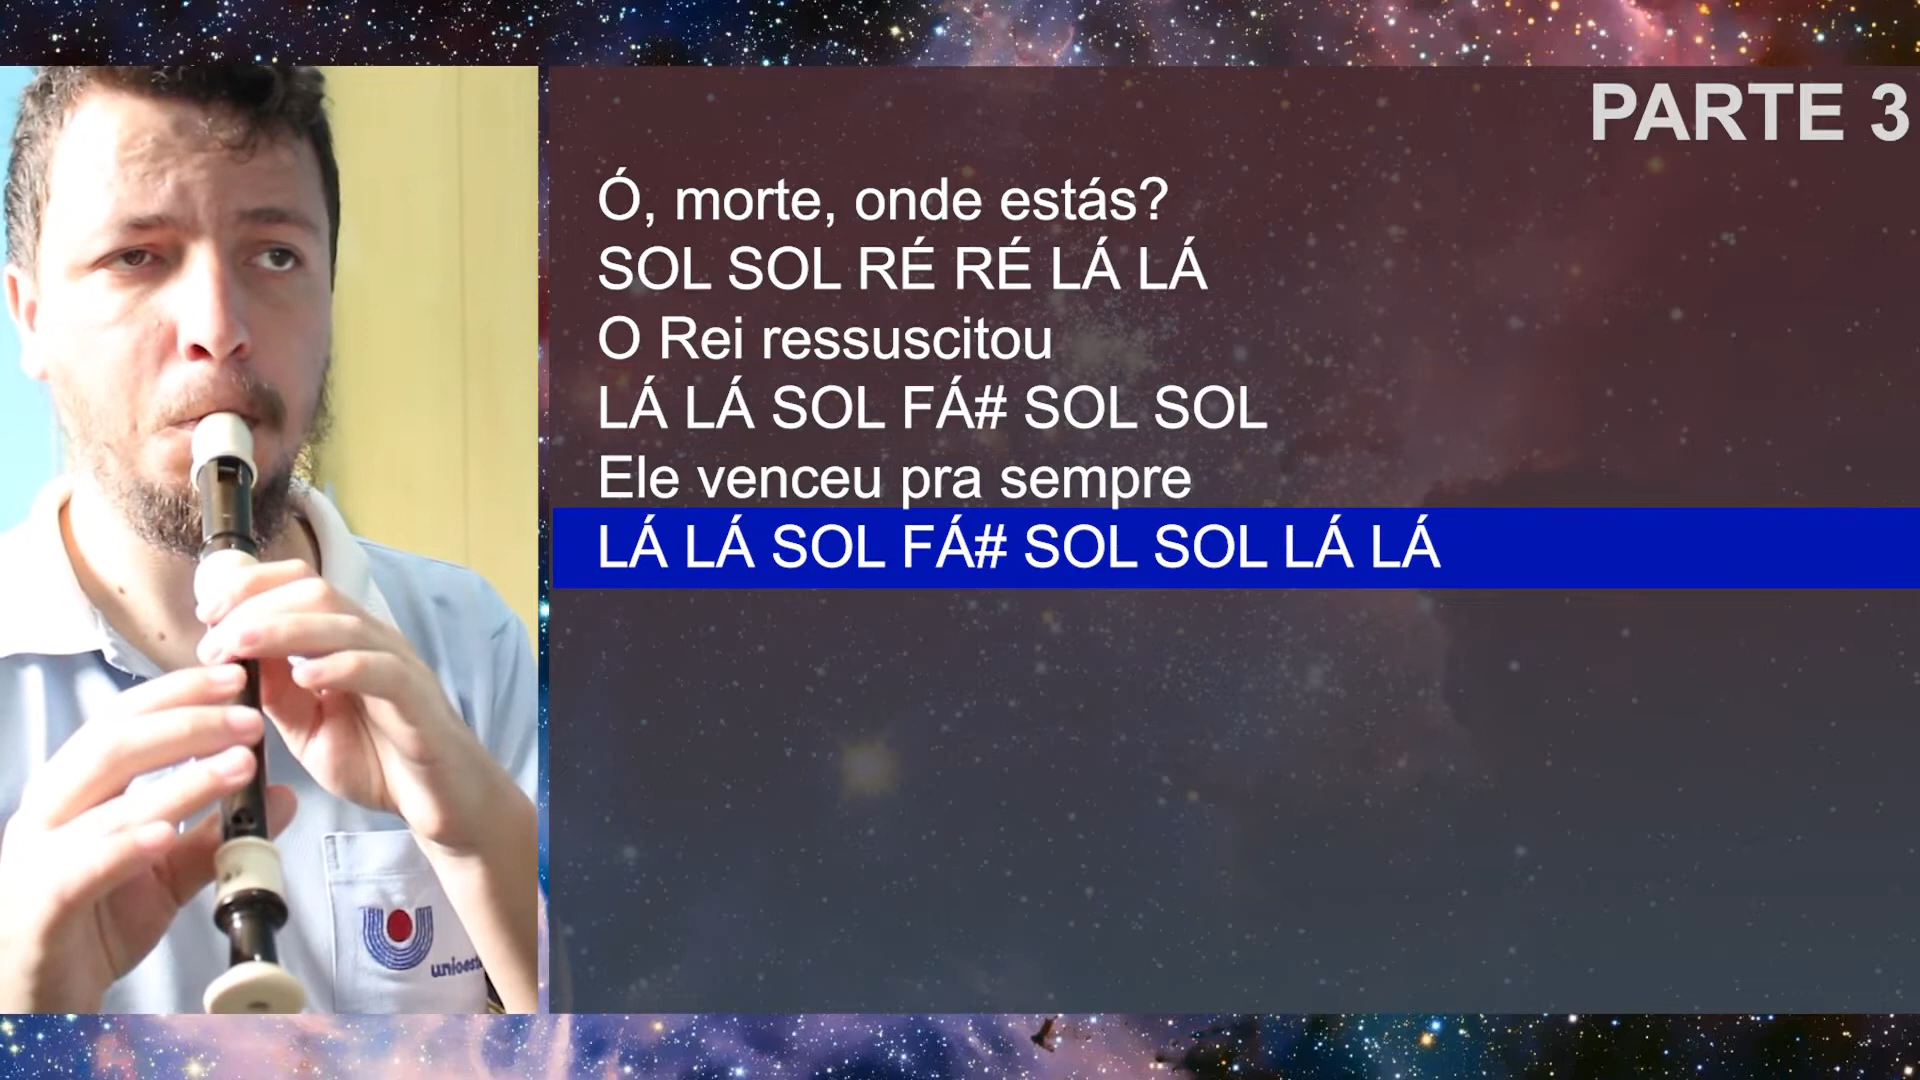 PARTE 3
Ó, morte, onde estás?
SOL SOL RÉ RÉ LÁ LÁ
O Rei ressuscitou
LÁ LÁ SOL FÁ# SOL SOL
Ele venceu pra sempre
LÁ LÁ SOL FÁ# SOL SOL LÁ LÁ